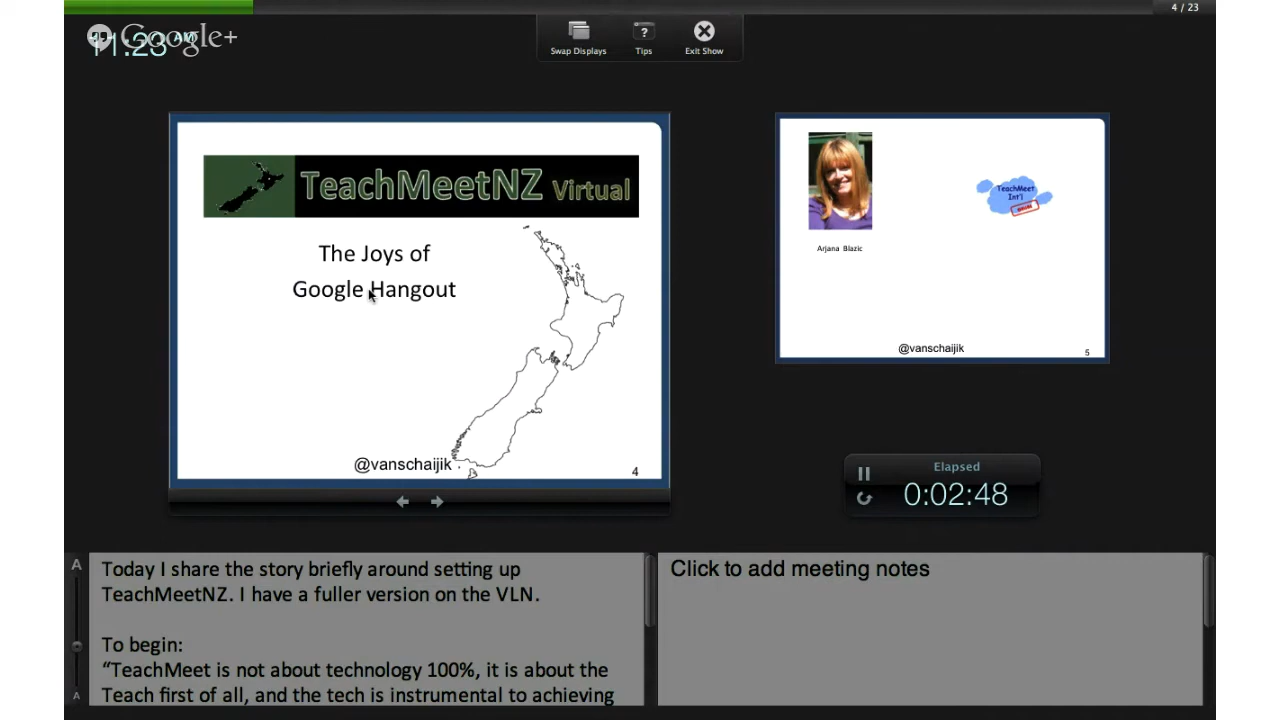 4 / 23
Google+
11:23 AM
Swap Displays
Tips
Exit Show
TeachMeetNZ Virtual
The Joys of
Google Hangout
@vanschaijik
4
Arjana Blazic
TeachMeet
Int'l
@vanschaijik
5
Elapsed
0:02:48
A
Today I share the story briefly around setting up
TeachMeetNZ. I have a fuller version on the VLN.
To begin:
“TeachMeet is not about technology 100%, it is about the
Teach first of all, and the tech is instrumental to achieving
A
Click to add meeting notes